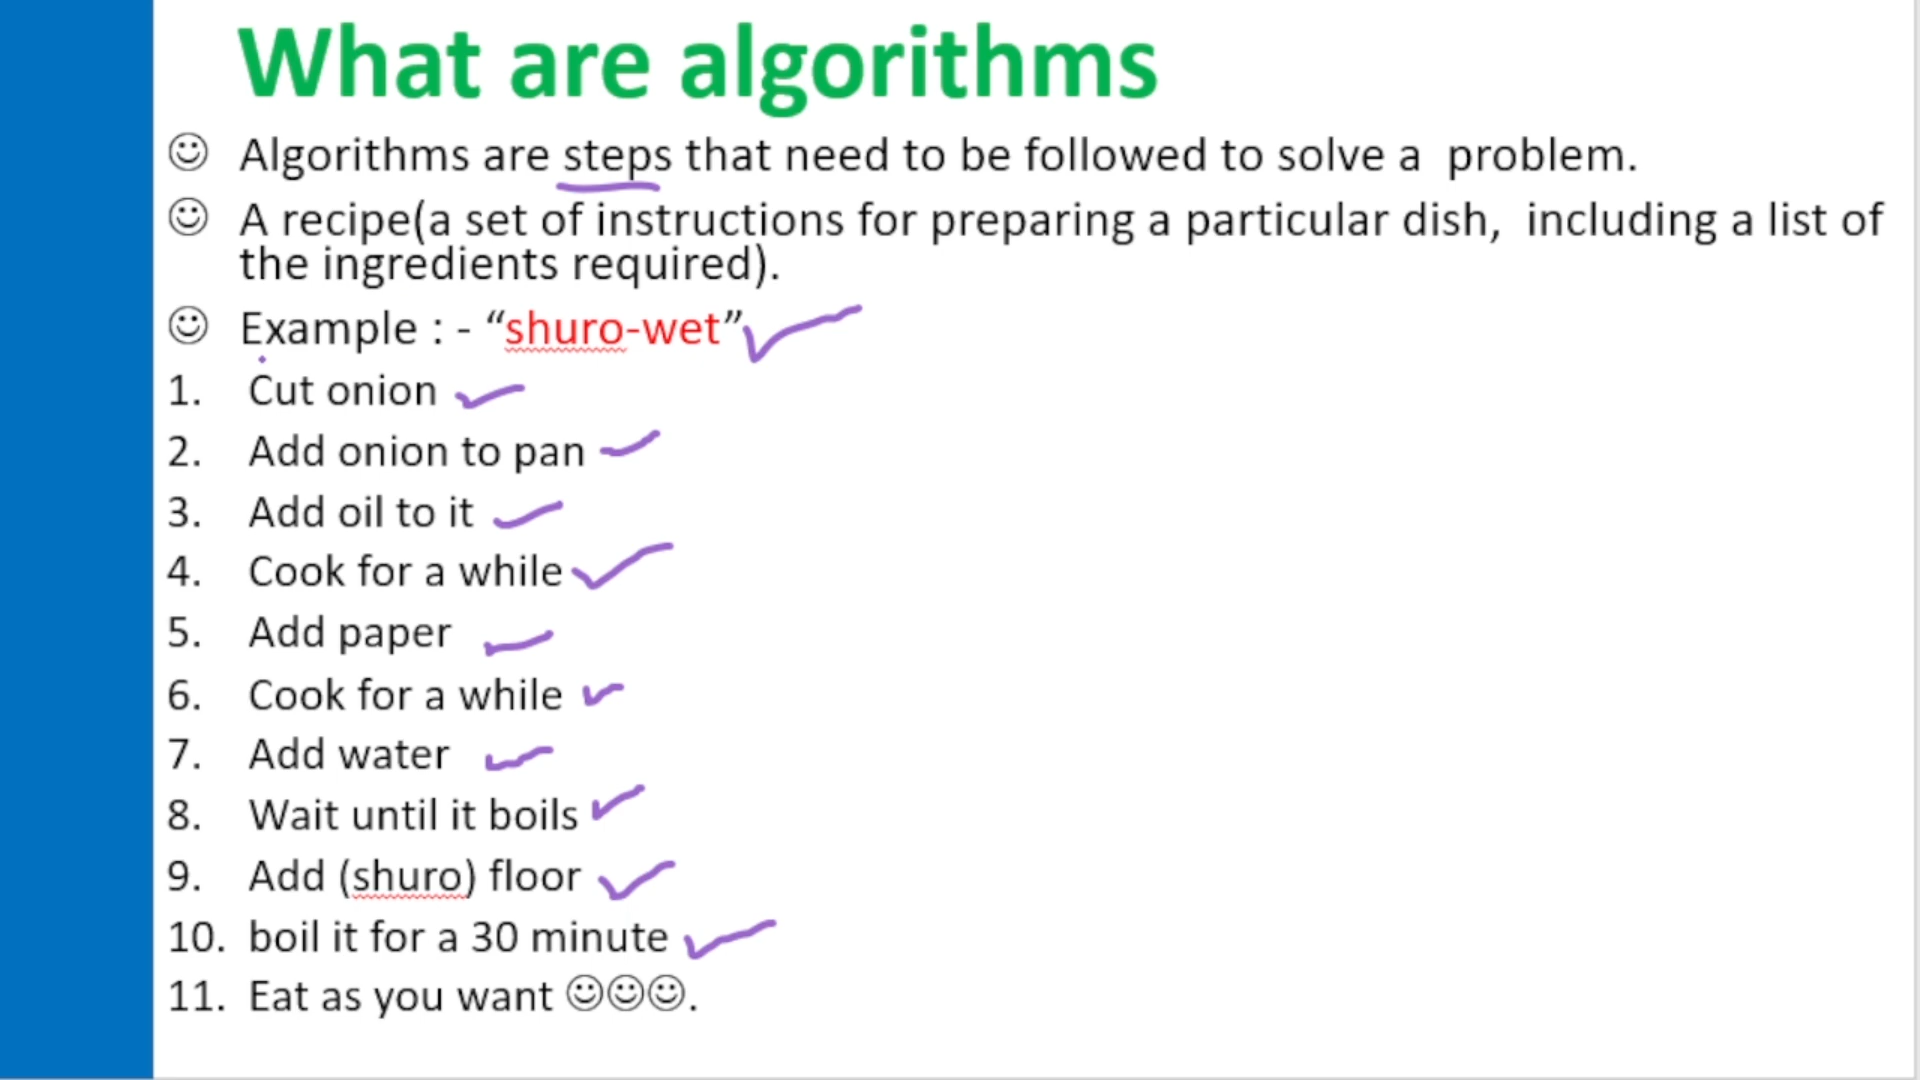 What are algorithms
☺ Algorithms are steps that need to be followed to solve a problem.
☺ A recipe(a set of instructions for preparing a particular dish, including a list of
the ingredients required).
☺ Example : - “shuro-wet”
1. Cut onion
2. Add onion to pan
3. Add oil to it
4. Cook for a while
5. Add paper
6. Cook for a while
7. Add water
8. Wait until it boils
9. Add (shuro) floor
10. boil it for a 30 minute
11. Eat as you want ☺☺☺.